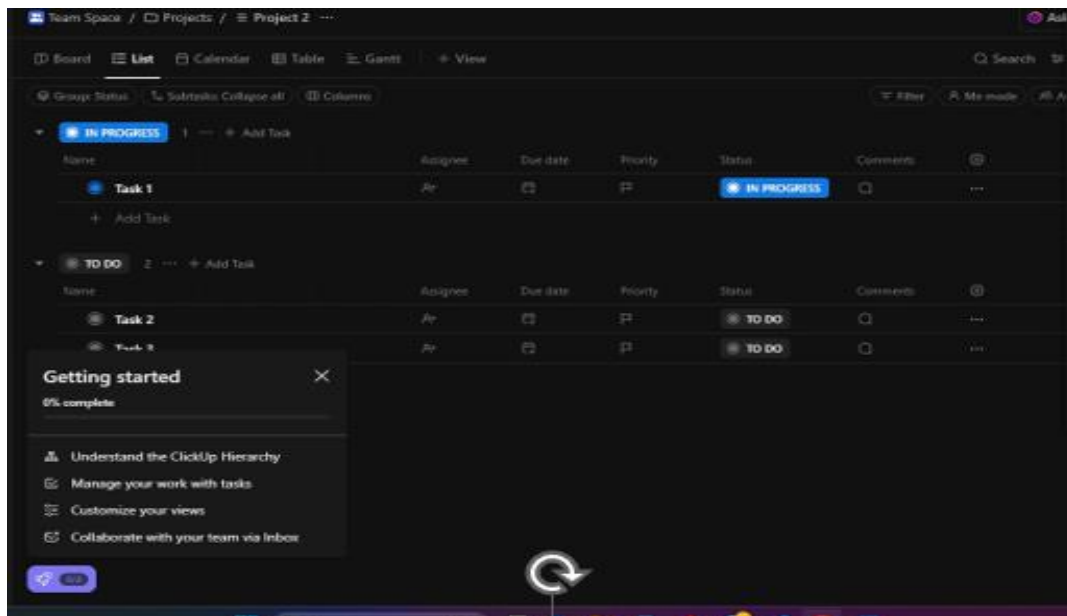 Team Space / Projects / Project 2 ...
Board List Calendar Table Gantt + View Search
Group: Status Subtasks: Collapse all Columns Filter Me mode
IN PROGRESS 1 ... + Add Task
Name Assignee Due date Priority Status Comments
Task 1 IN PROGRESS ...
+ Add Task
TO DO 2 ... + Add Task
Name Assignee Due date Priority Status Comments
Task 2 TO DO ...
Task 3 TO DO ...
Getting started
0% complete
Understand the ClickUp Hierarchy
Manage your work with tasks
Customize your views
Collaborate with your team via Inbox